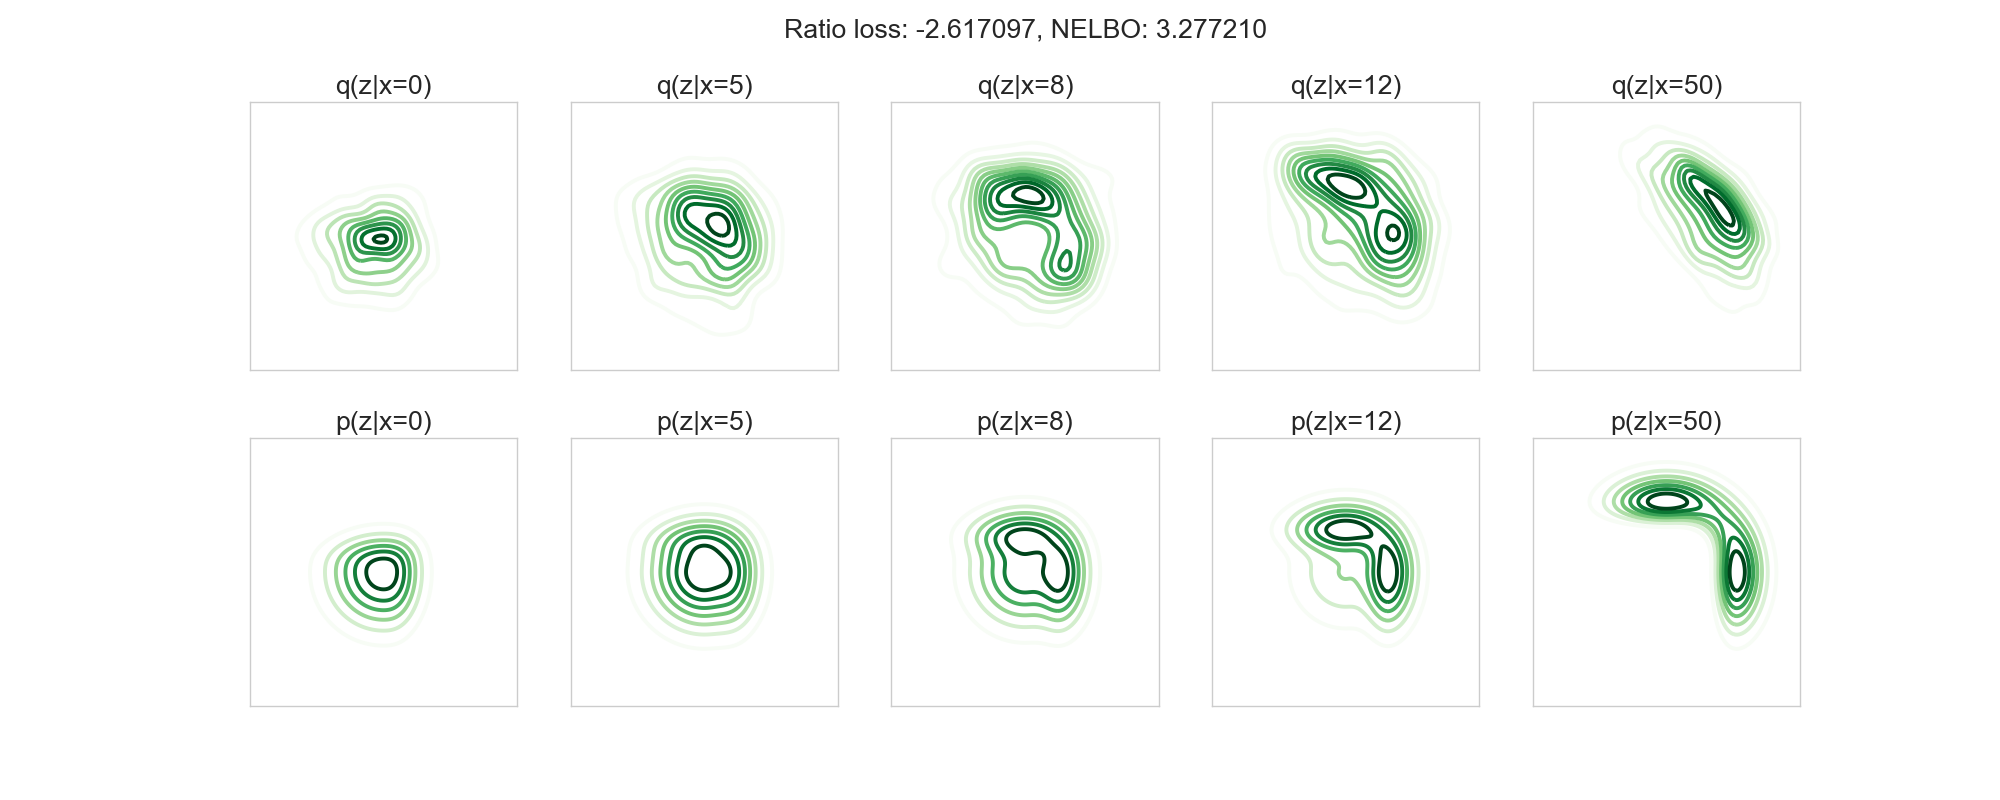 Ratio loss: -2.617097, NELBO: 3.277210
q(z|x=0) q(z|x=5) q(z|x=8) q(z|x=12) q(z|x=50)
p(z|x=0) p(z|x=5) p(z|x=8) p(z|x=12) p(z|x=50)